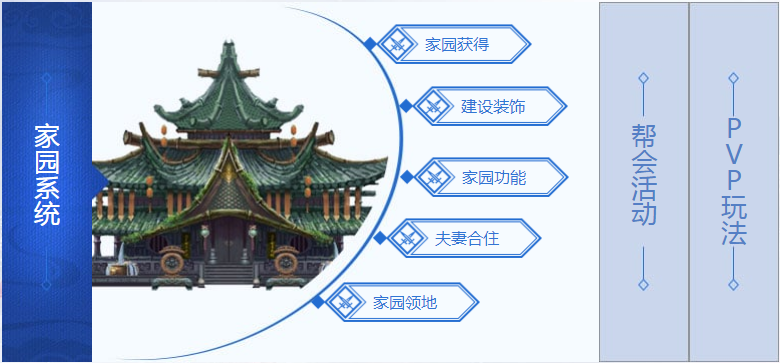 家园系统
家园获得
建设装饰
家园功能
夫妻合住
家园领地
帮会活动
PVP玩法